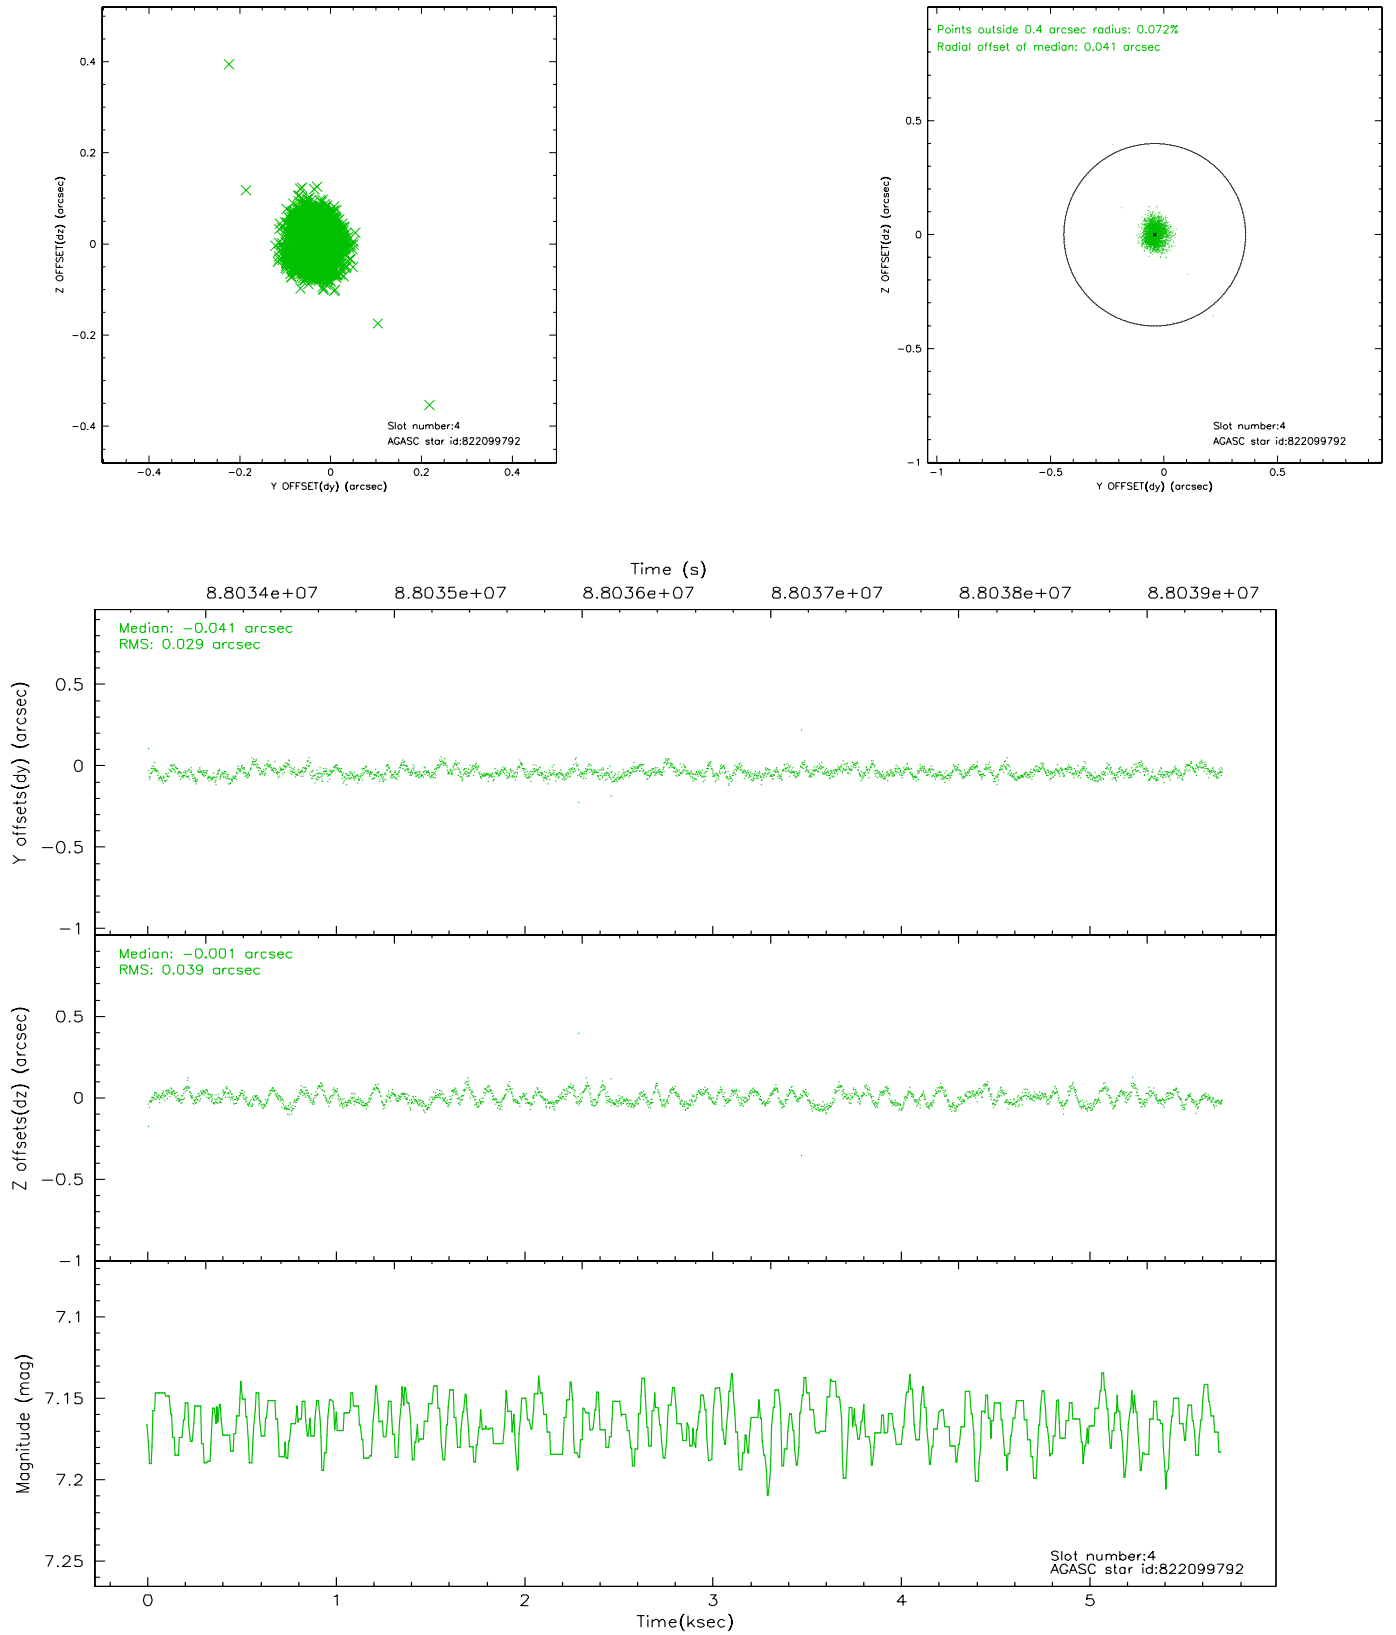 0.4
0.2
0
-0.2
-0.4
Z OFFSET(dz) (arcsec)
Slot number:4
AGASC star id:822099792
-0.4 -0.2 0 0.2 0.4
Y OFFSET(dy) (arcsec)
Points outside 0.4 arcsec radius: 0.072%
Radial offset of median: 0.041 arcsec
0.5
0
-0.5
-1
Z OFFSET(dz) (arcsec)
Slot number:4
AGASC star id:822099792
-1 -0.5 0 0.5
Y OFFSET(dy) (arcsec)
Time (s)
8.8034e+07 8.8035e+07 8.8036e+07 8.8037e+07 8.8038e+07 8.8039e+07
Median: -0.041 arcsec
RMS: 0.029 arcsec
0.5
0
-0.5
-1
Y offsets(dy) (arcsec)
Median: -0.001 arcsec
RMS: 0.039 arcsec
0.5
0
-0.5
-1
Z offsets(dz) (arcsec)
7.1
7.15
7.2
7.25
Magnitude (mag)
Slot number:4
AGASC star id:822099792
0 1 2 3 4 5
Time(ksec)